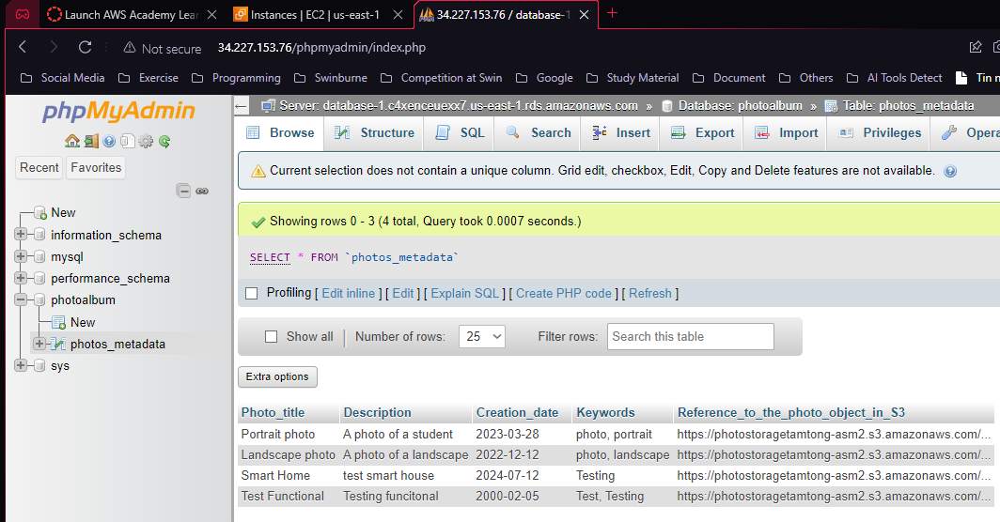 Launch AWS Academy Lear
Instances | EC2 | us-east-1
34.227.153.76 / database-1
Not secure 34.227.153.76/phpmyadmin/index.php
Social Media Exercise Programming Swinburne Competition at Swin Google Study Material Document Others AI Tools Detect Tin n
phpMyAdmin
Recent Favorites
New
information_schema
mysql
performance_schema
photoalbum
New
photos_metadata
sys
Server: database-1.c4xenceuexx7.us-east-1.rds.amazonaws.com » Database: photoalbum » Table: photos_metadata
Browse Structure SQL Search Insert Export Import Privileges Opera
Current selection does not contain a unique column. Grid edit, checkbox, Edit, Copy and Delete features are not available.
Showing rows 0 - 3 (4 total, Query took 0.0007 seconds.)
SELECT * FROM `photos_metadata`
Profiling [ Edit inline ] [ Edit ] [ Explain SQL ] [ Create PHP code ] [ Refresh ]
Show all | Number of rows: 25 Filter rows: Search this table
Extra options
Photo_title Description Creation_date Keywords Reference_to_the_photo_object_in_S3
Portrait photo A photo of a student 2023-03-28 photo, portrait https://photostoragetamtong-asm2.s3.amazonaws.com/...
Landscape photo A photo of a landscape 2022-12-12 photo, landscape https://photostoragetamtong-asm2.s3.amazonaws.com/...
Smart Home test smart house 2024-07-12 Testing https://photostoragetamtong-asm2.s3.amazonaws.com/...
Test Functional Testing funcitonal 2000-02-05 Test, Testing https://photostoragetamtong-asm2.s3.amazonaws.com/...